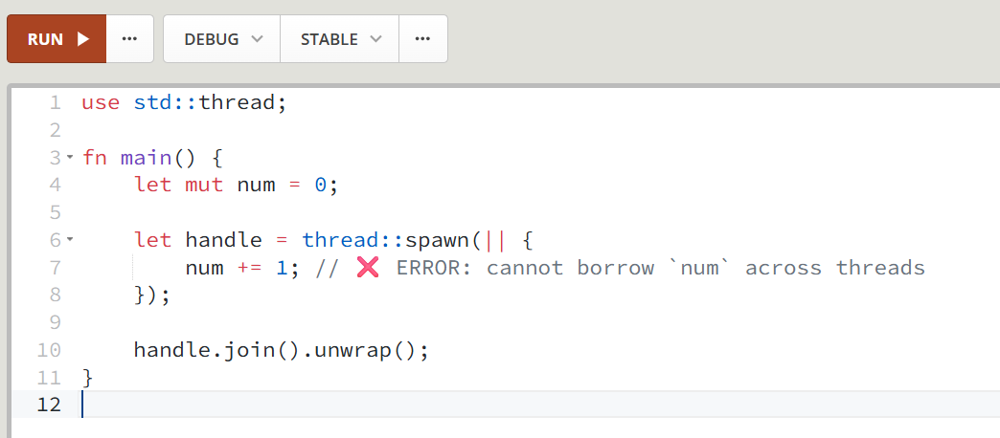 RUN ▶ ••• DEBUG STABLE •••
1 use std::thread;
2
3 fn main() {
4     let mut num = 0;
5
6     let handle = thread::spawn(|| {
7         num += 1; // ❌ ERROR: cannot borrow `num` across threads
8     });
9
10     handle.join().unwrap();
11 }
12